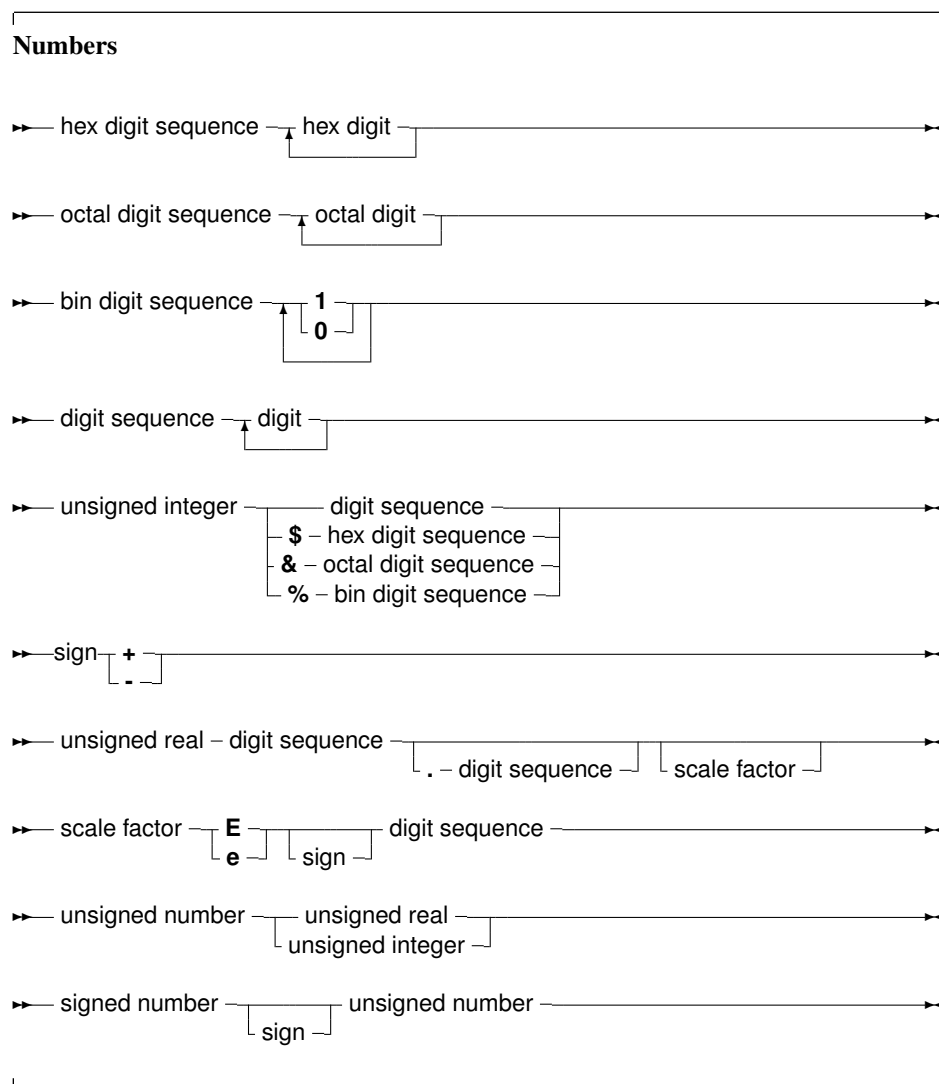 Numbers
hex digit sequence hex digit
octal digit sequence octal digit
bin digit sequence 1
0
digit sequence digit
unsigned integer digit sequence
$ hex digit sequence
& octal digit sequence
% bin digit sequence
sign +
-
unsigned real digit sequence
. digit sequence scale factor
scale factor E digit sequence
e sign
unsigned number unsigned real
unsigned integer
signed number unsigned number
sign